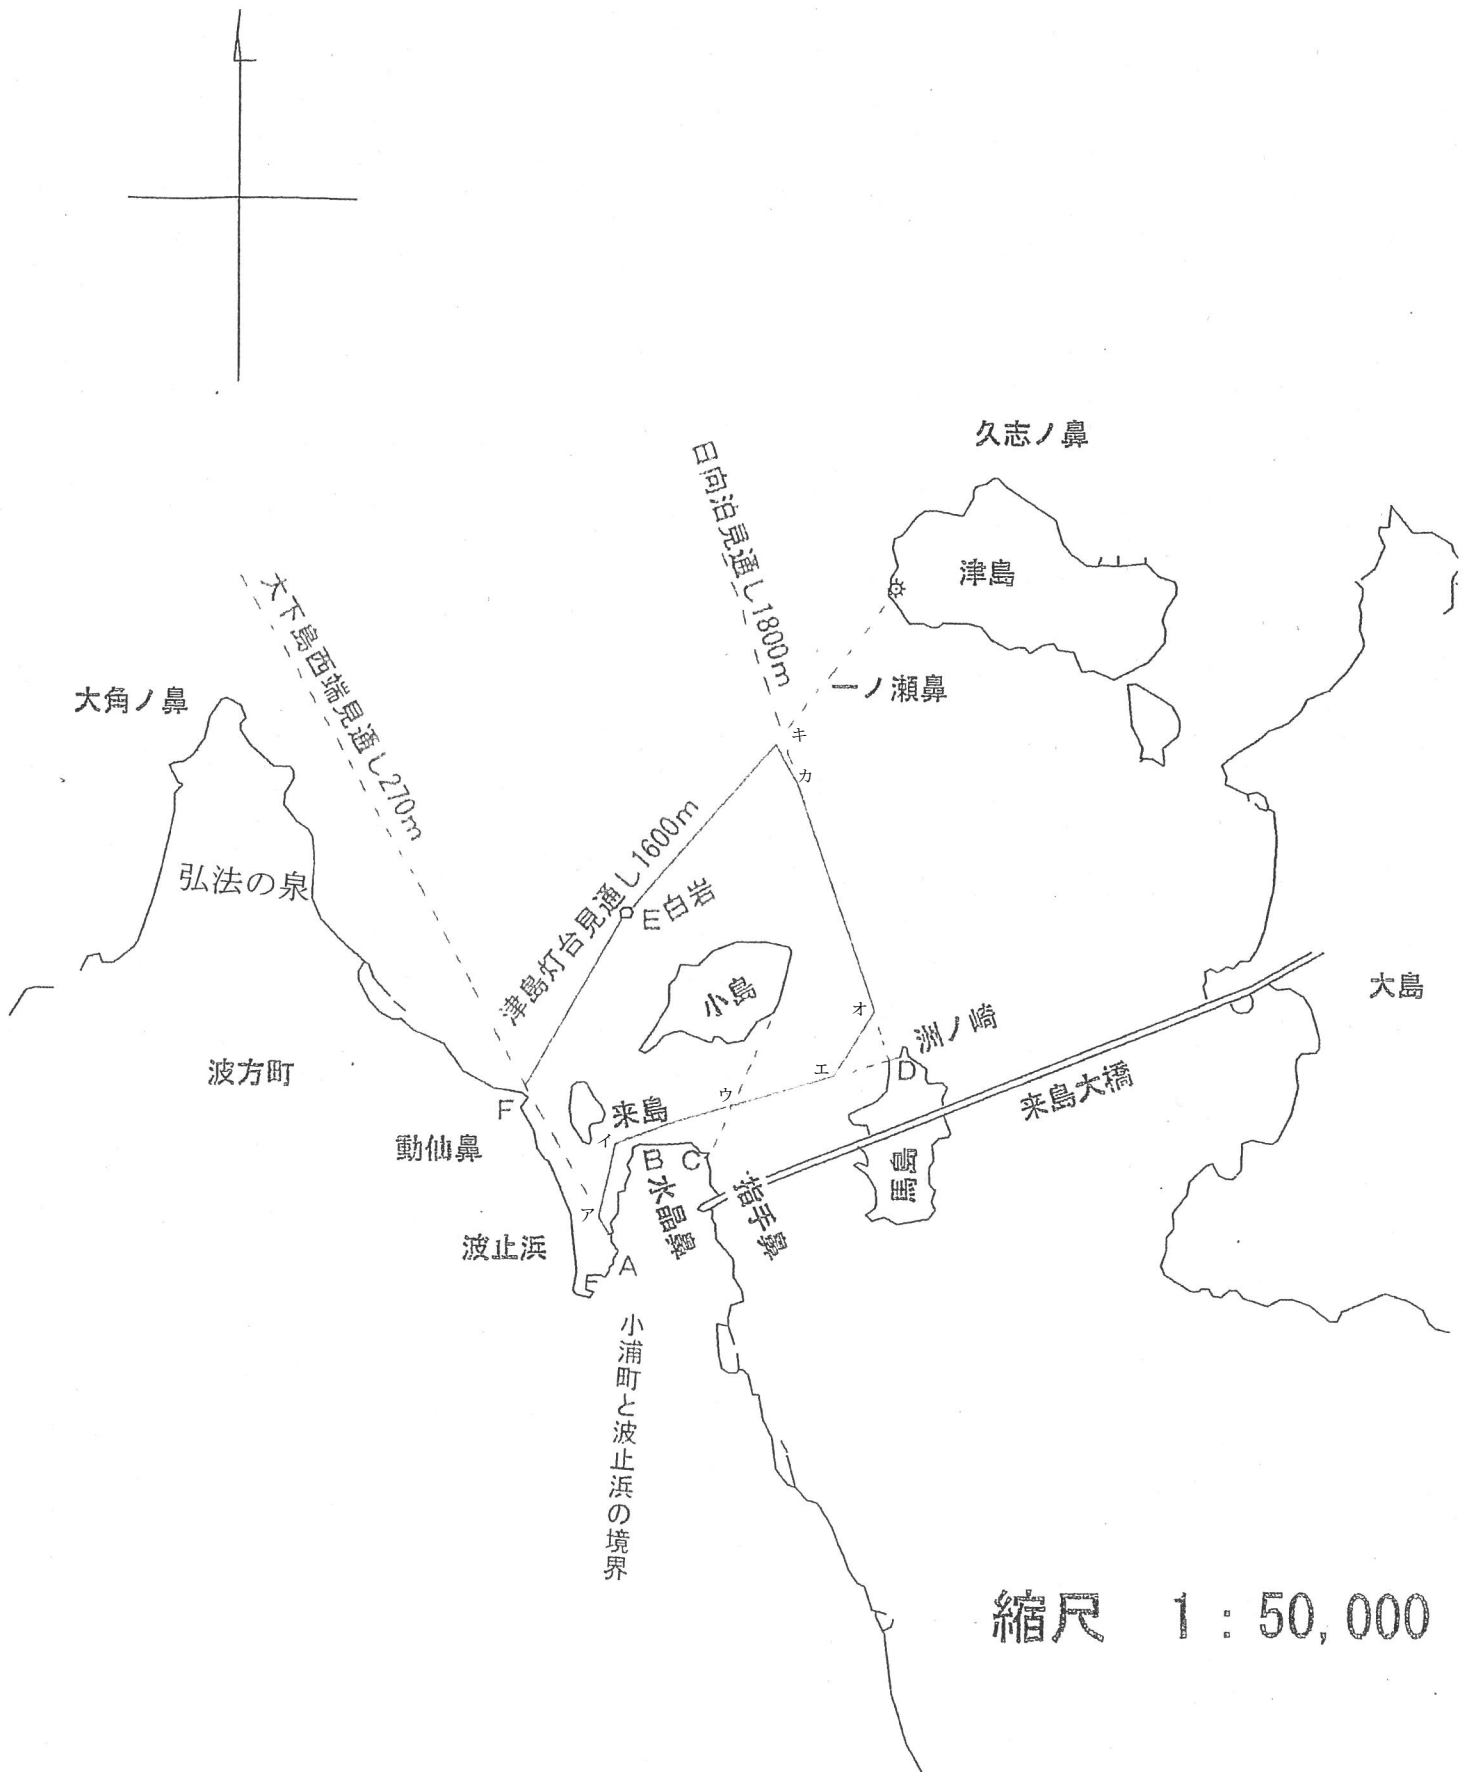 久志ノ鼻
日向泊見通し1800m
津島
大下島西端見通し270m
大角ノ鼻
一ノ瀬鼻
キ
カ
津島灯台見通し1600m
弘法の泉
E白岩
大島
小島
オ
洲ノ崎
波方町
エ
D
来島大橋
ウ
F
来島
イ
動仙鼻
B
C
水晶鼻
指手鼻
馬島
ア
波止浜
A
E
小浦町と波止浜の境界
縮尺 1:50,000